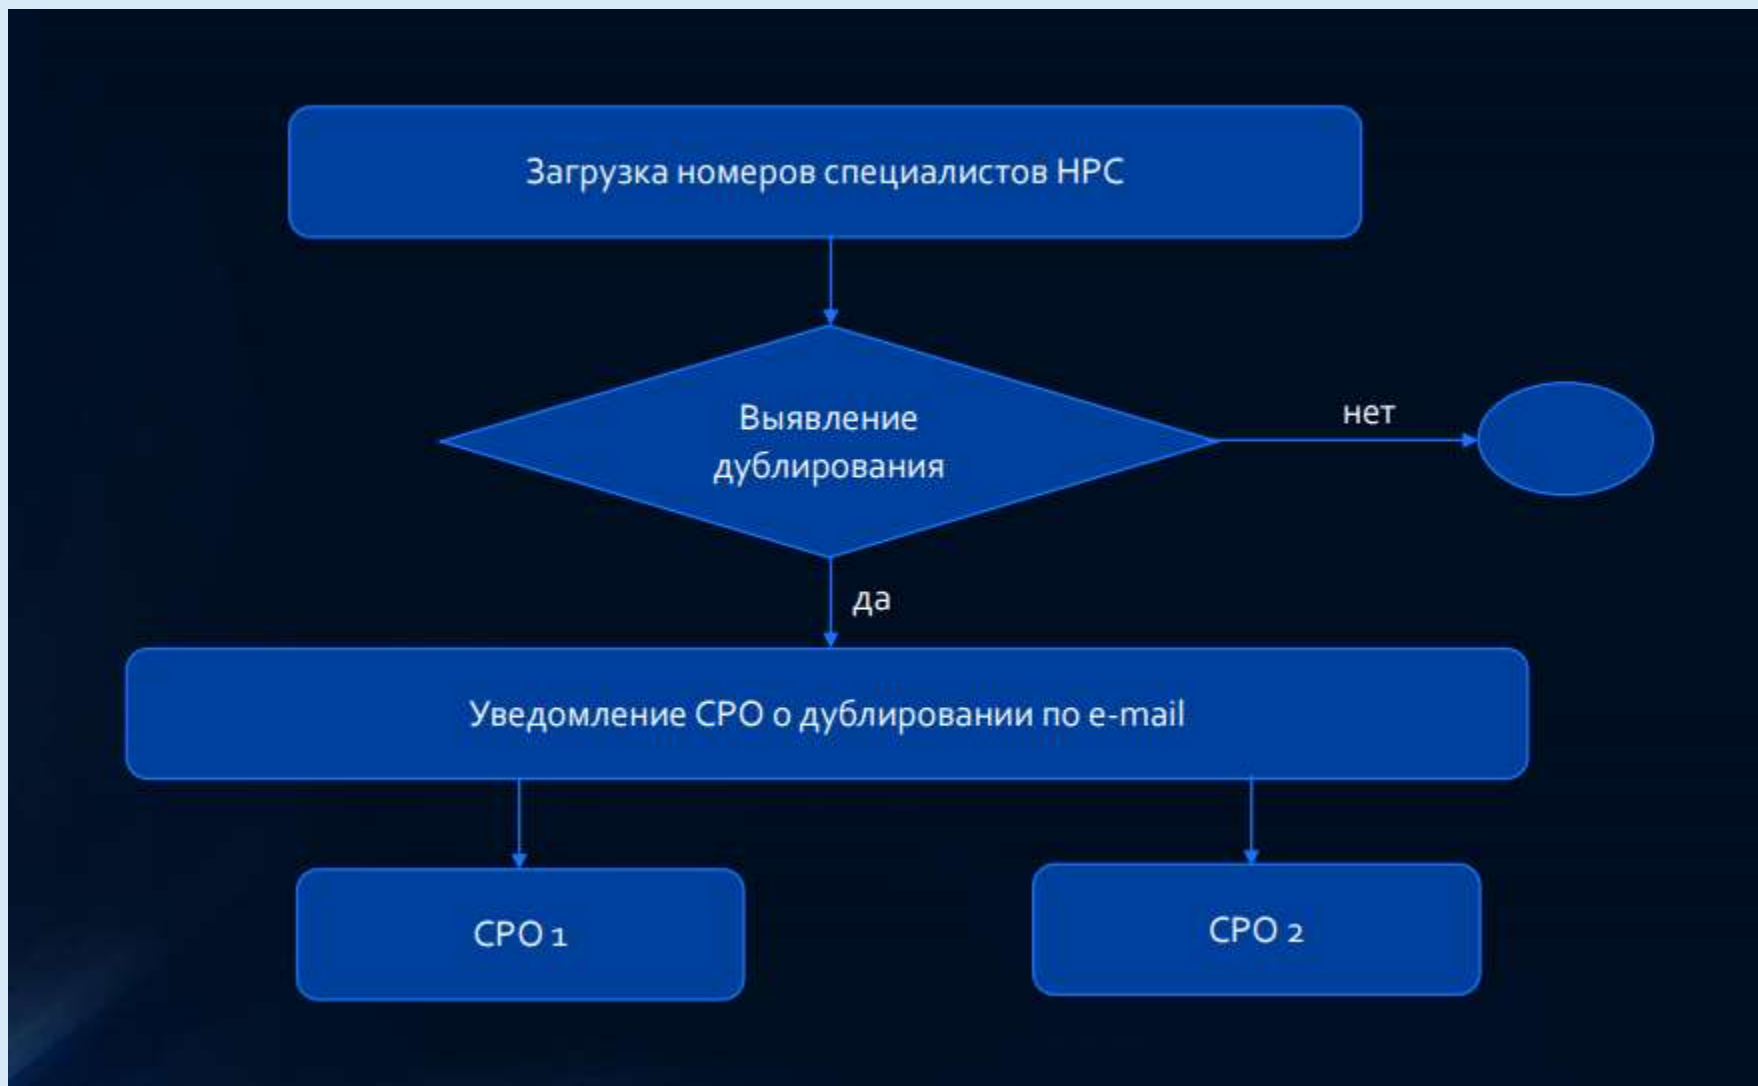 Загрузка номеров специалистов НРС
Выявление
дублирования
нет
да
Уведомление СРО о дублировании по e-mail
СРО 1
СРО 2